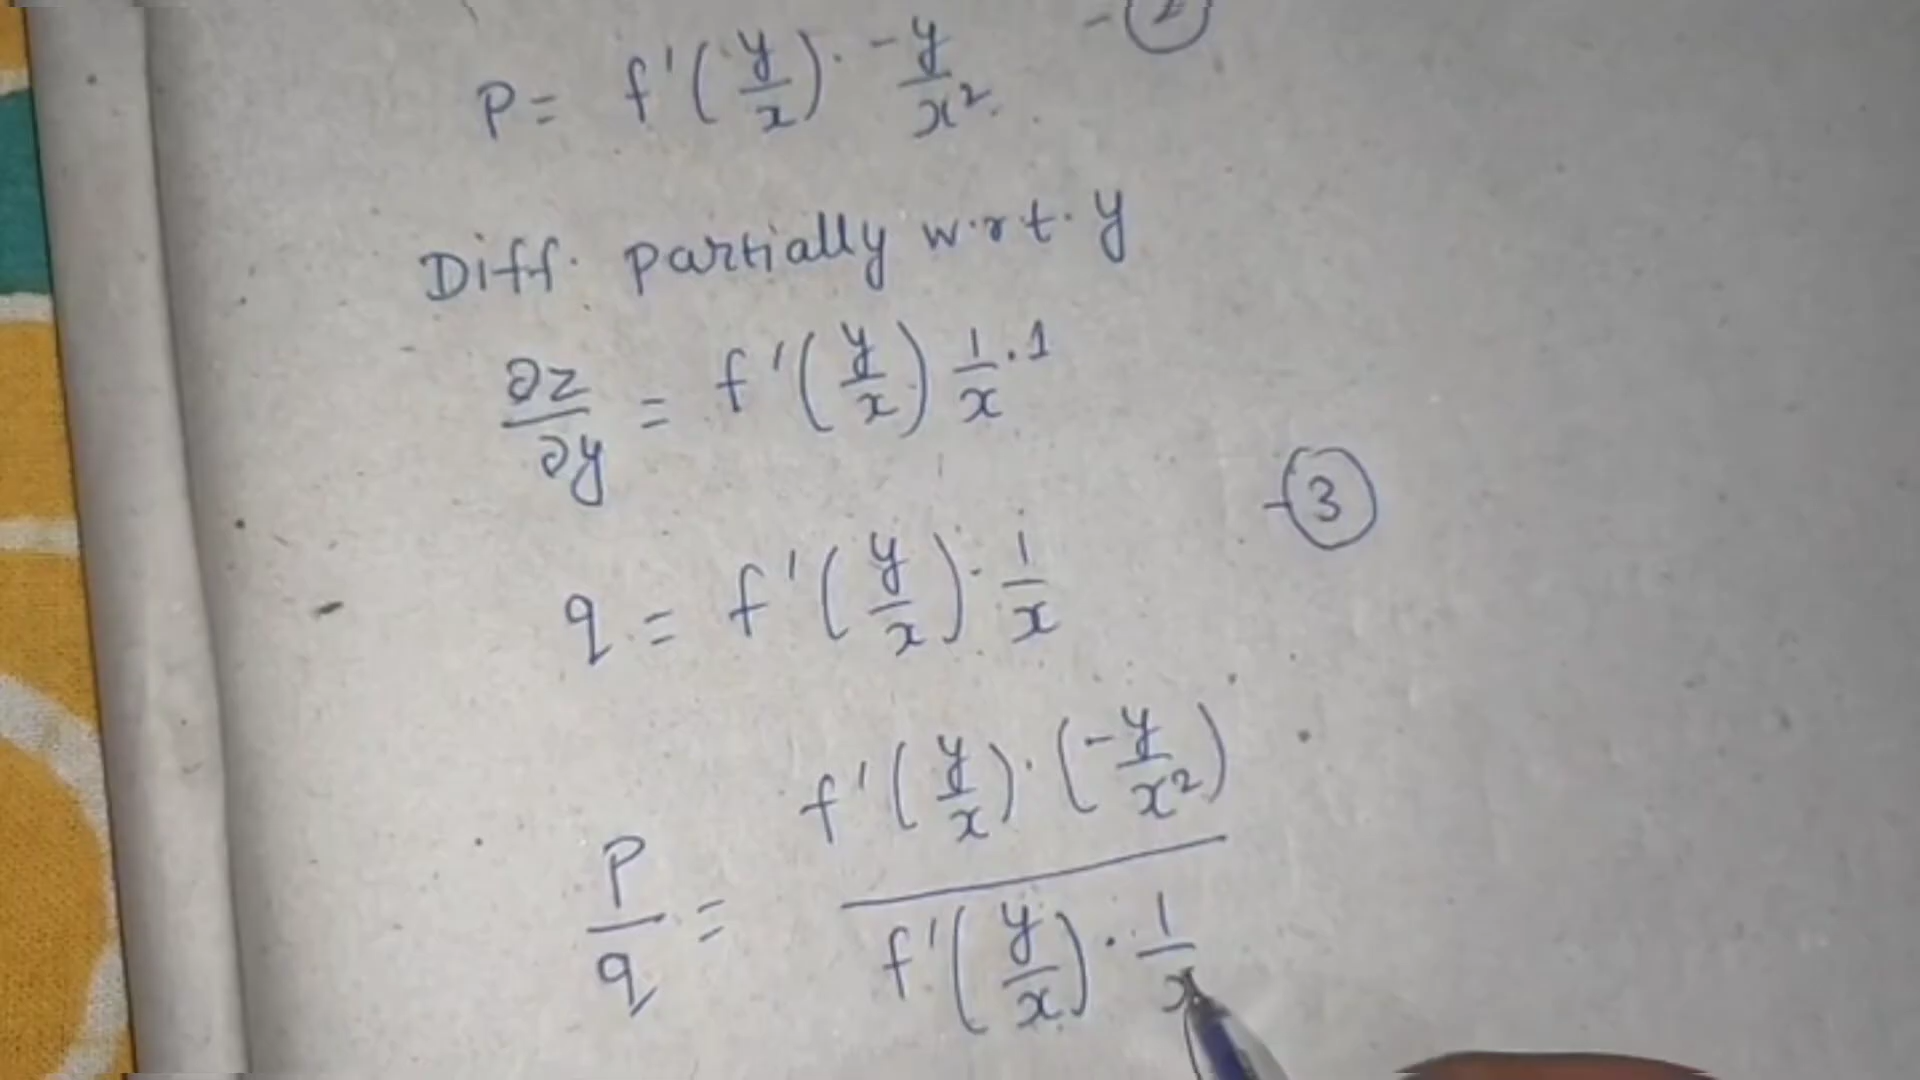 p = f'(y/x) · -y/x² - ②
Diff. partially w.r.t. y
∂z/∂y = f'(y/x) 1/x · 1
- ③
q = f'(y/x) · 1/x
p/q = f'(y/x) · (-y/x²) / f'(y/x) · 1/x